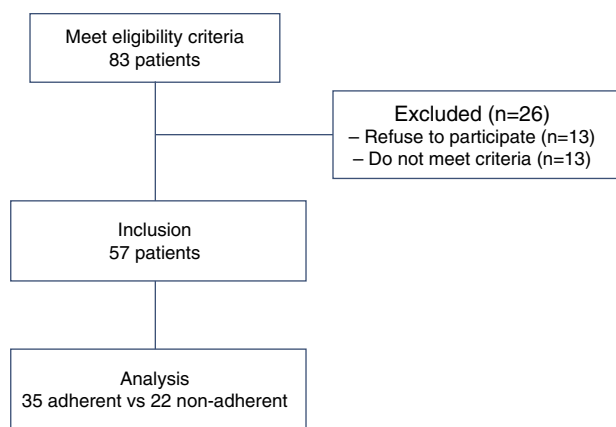 Meet eligibility criteria
83 patients
Excluded (n=26)
– Refuse to participate (n=13)
– Do not meet criteria (n=13)
Inclusion
57 patients
Analysis
35 adherent vs 22 non-adherent